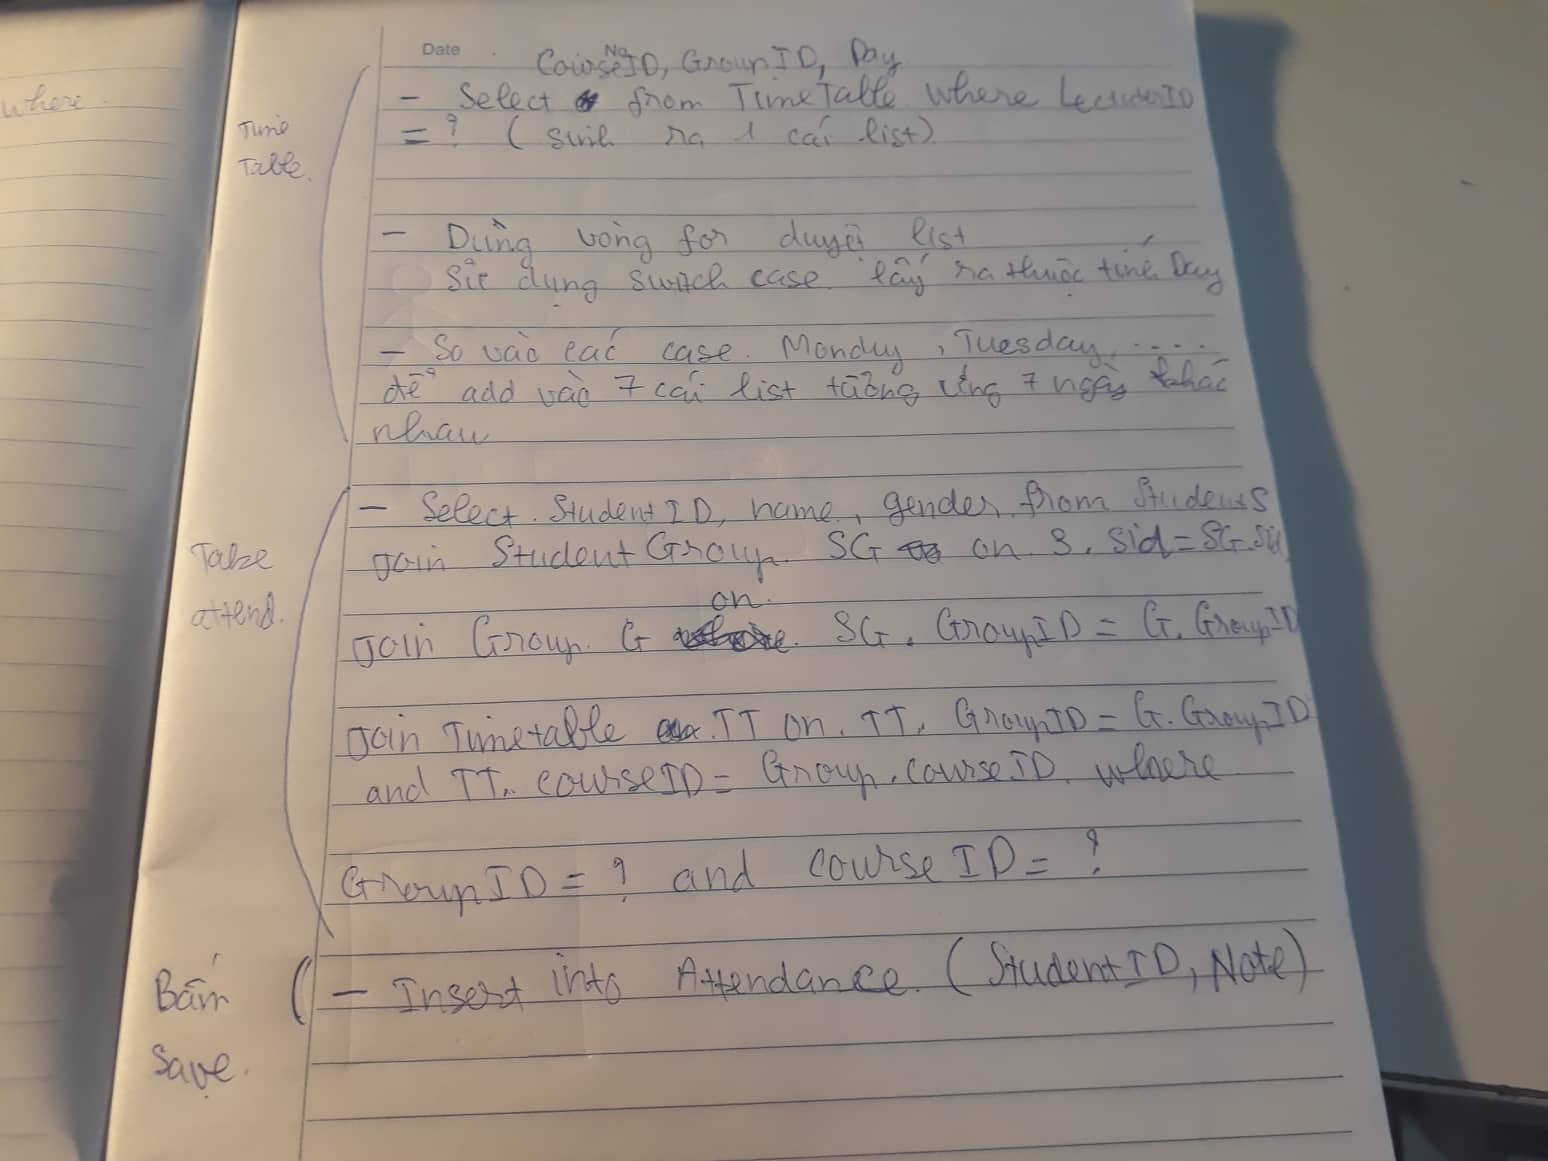 where
Date No
CourseID, GroupID, Day
Time
Table.
- Select from TimeTable where LecturerID
= ? (sinh ra 1 cái list)
- Dùng vòng for duyệt list
Sử dụng switch case lấy ra thuộc tính Day
- So vào các case Monday, Tuesday, ....
để add vào 7 cái list tương ứng 7 ngày khác
nhau
Take
attend.
- Select StudentID, name, gender from Students
Join StudentGroup SG on S.sid = SG.sid
on
Join Group G SG.GroupID = G.GroupID
Join Timetable TT on TT.GroupID = G.GroupID
and TT.courseID = Group.courseID where
GroupID = ? and courseID = ?
Bấm
Save.
- Insert into Attendance (StudentID, Note)